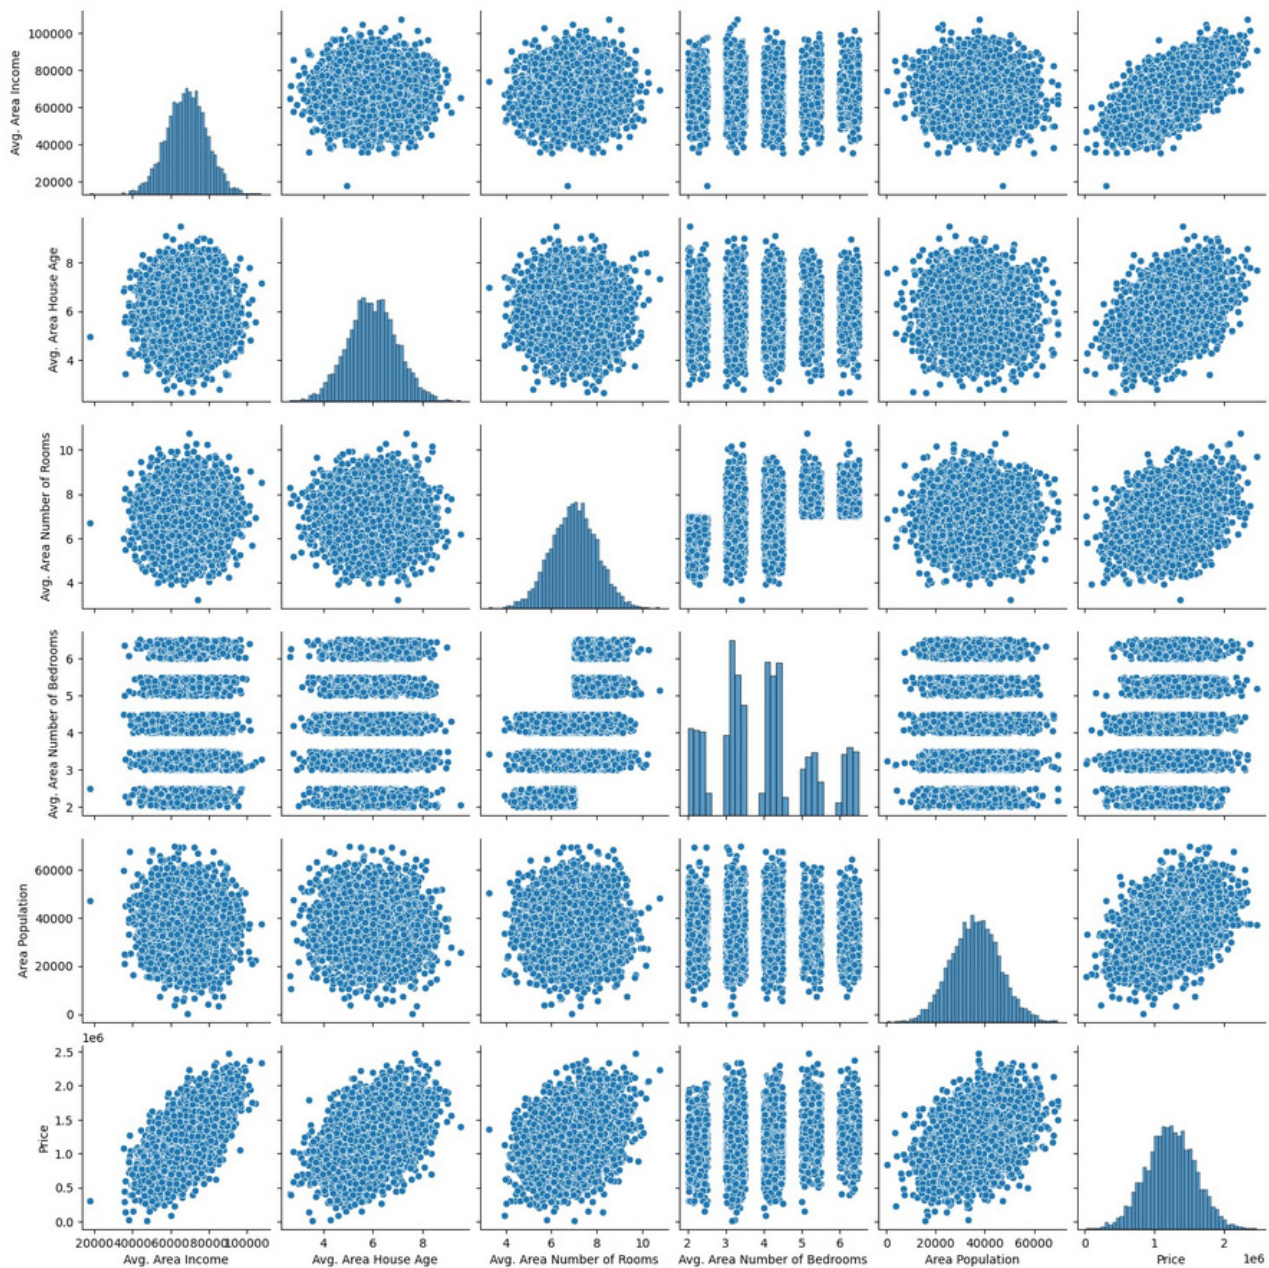 100000
80000
60000
40000
20000
Avg. Area Income
8
6
4
Avg. Area House Age
10
8
6
4
Avg. Area Number of Rooms
6
5
4
3
2
Avg. Area Number of Bedrooms
60000
40000
20000
0
Area Population
1e6
2.5
2.0
1.5
1.0
0.5
0.0
Price
20000 40000 60000 80000 100000
Avg. Area Income
4 6 8
Avg. Area House Age
4 6 8 10
Avg. Area Number of Rooms
2 3 4 5 6
Avg. Area Number of Bedrooms
0 20000 40000 60000
Area Population
0 1 2
1e6
Price